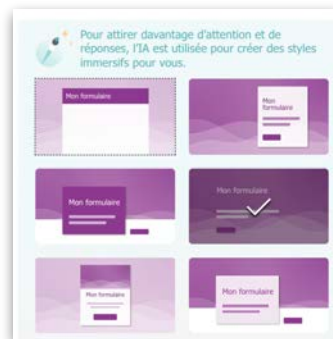 Pour attirer davantage d'attention et de
réponses, l'IA est utilisée pour créer des styles
immersifs pour vous.
Mon formulaire
Mon
formulaire
Mon formulaire
Mon formulaire
Mon formulaire
Mon formulaire